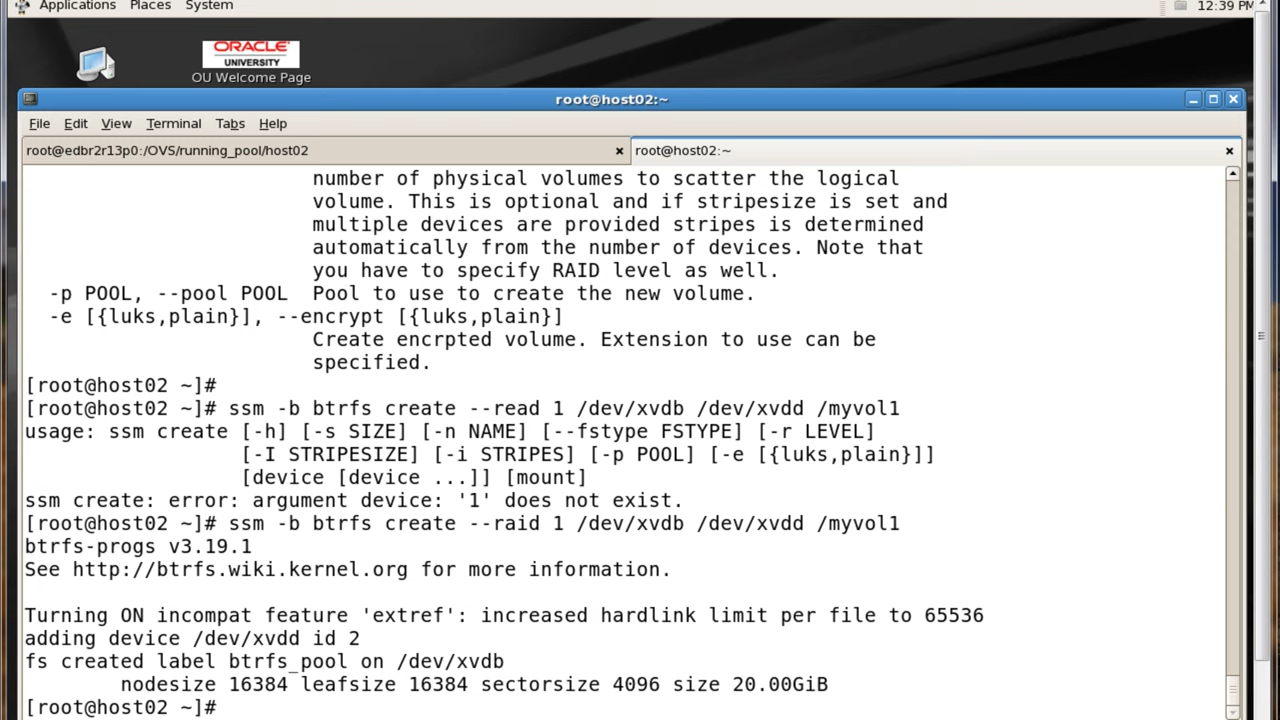 Applications Places System 12:39 PM
ORACLE
UNIVERSITY
OU Welcome Page
root@host02:~
File Edit View Terminal Tabs Help
root@edbr2r13p0:/OVS/running_pool/host02 root@host02:~
number of physical volumes to scatter the logical
volume. This is optional and if stripesize is set and
multiple devices are provided stripes is determined
automatically from the number of devices. Note that
you have to specify RAID level as well.
-p POOL, --pool POOL Pool to use to create the new volume.
-e [{luks,plain}], --encrypt [{luks,plain}]
Create encrpted volume. Extension to use can be
specified.
[root@host02 ~]#
[root@host02 ~]# ssm -b btrfs create --read 1 /dev/xvdb /dev/xvdd /myvol1
usage: ssm create [-h] [-s SIZE] [-n NAME] [--fstype FSTYPE] [-r LEVEL]
[-I STRIPESIZE] [-i STRIPES] [-p POOL] [-e [{luks,plain}]]
[device [device ...]] [mount]
ssm create: error: argument device: '1' does not exist.
[root@host02 ~]# ssm -b btrfs create --raid 1 /dev/xvdb /dev/xvdd /myvol1
btrfs-progs v3.19.1
See http://btrfs.wiki.kernel.org for more information.
Turning ON incompat feature 'extref': increased hardlink limit per file to 65536
adding device /dev/xvdd id 2
fs created label btrfs_pool on /dev/xvdb
nodesize 16384 leafsize 16384 sectorsize 4096 size 20.00GiB
[root@host02 ~]#